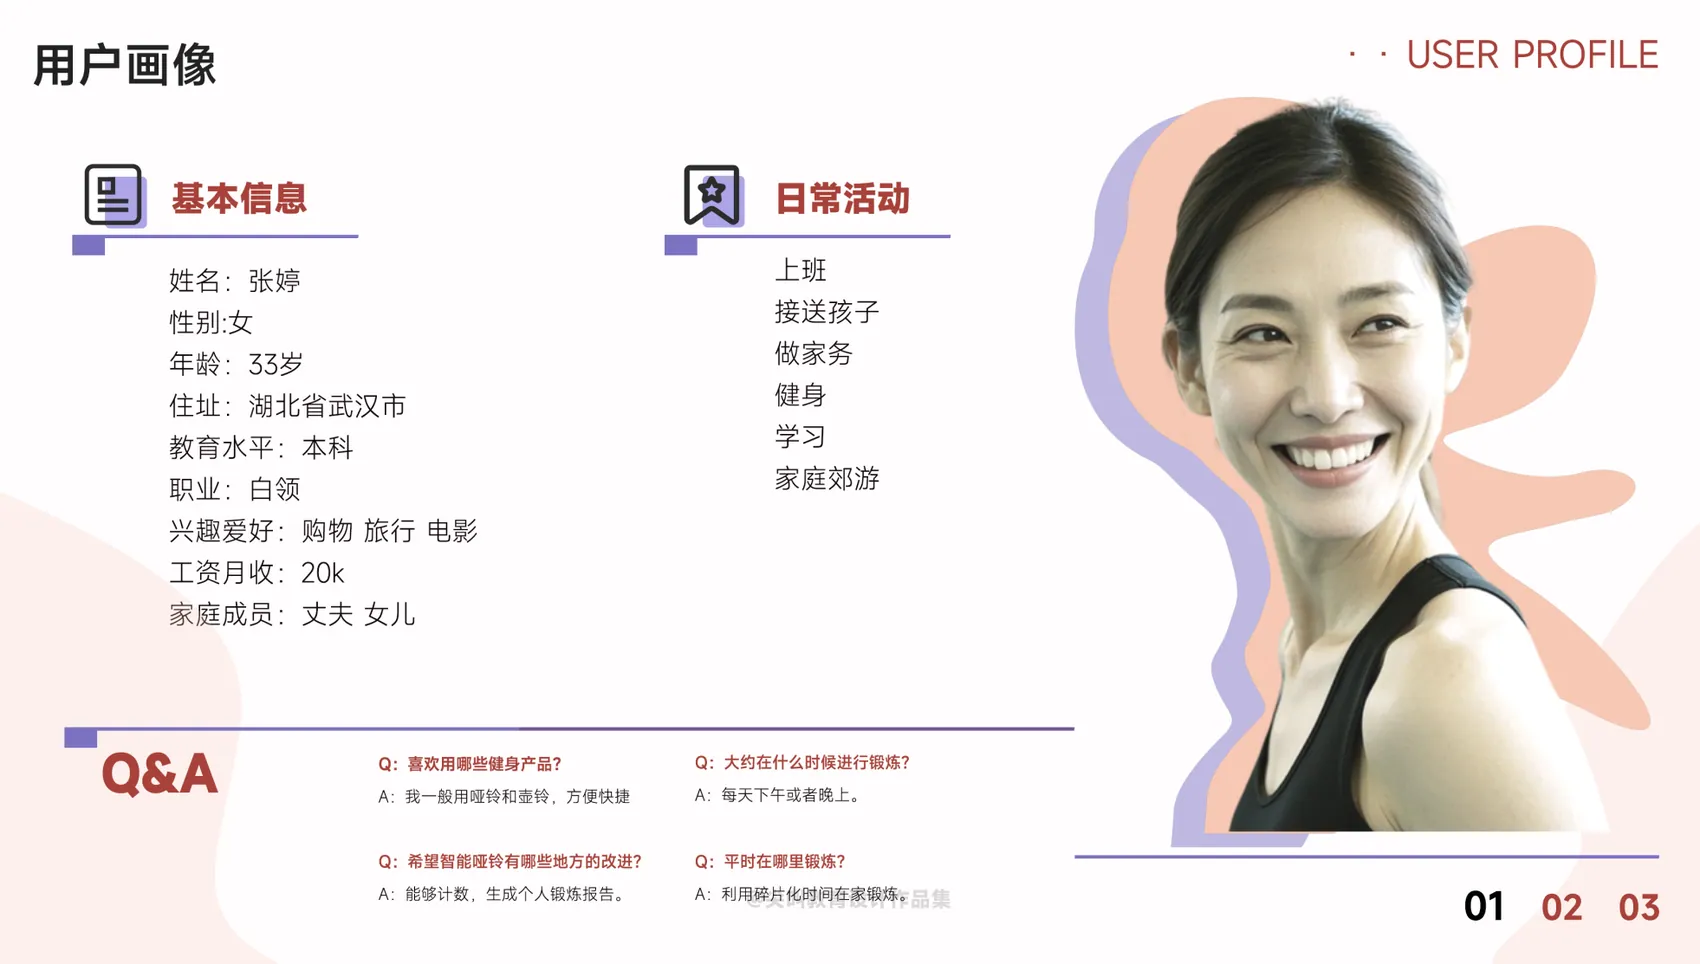 用户画像
· · USER PROFILE
基本信息
姓名：张婷
性别:女
年龄：33岁
住址：湖北省武汉市
教育水平：本科
职业：白领
兴趣爱好：购物 旅行 电影
工资月收：20k
家庭成员：丈夫 女儿
日常活动
上班
接送孩子
做家务
健身
学习
家庭郊游
Q&A
Q：喜欢用哪些健身产品？
A：我一般用哑铃和壶铃，方便快捷
Q：大约在什么时候进行锻炼？
A：每天下午或者晚上。
Q：希望智能哑铃有哪些地方的改进？
A：能够计数，生成个人锻炼报告。
Q：平时在哪里锻炼？
A：利用碎片化时间在家锻炼。
教育设计作品集
01 02 03